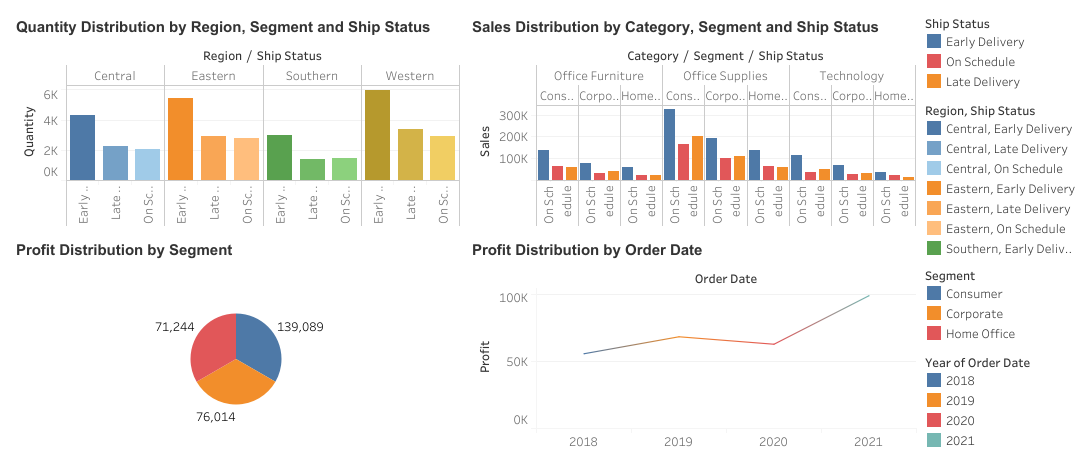 Quantity Distribution by Region, Segment and Ship Status
Region / Ship Status
Central Eastern Southern Western
Quantity
6K
4K
2K
0K
Early .. Late .. On Sc.. Early .. Late .. On Sc.. Early .. Late .. On Sc.. Early .. Late .. On Sc..
Sales Distribution by Category, Segment and Ship Status
Category / Segment / Ship Status
Office Furniture Office Supplies Technology
Cons.. Corpo.. Home.. Cons.. Corpo.. Home.. Cons.. Corpo.. Home..
Sales
300K
200K
100K
On Sch
edule
On Sch
edule
On Sch
edule
On Sch
edule
On Sch
edule
On Sch
edule
On Sch
edule
On Sch
edule
On Sch
edule
Profit Distribution by Segment
71,244
139,089
76,014
Profit Distribution by Order Date
Order Date
Profit
100K
50K
0K
2018 2019 2020 2021
Ship Status
Early Delivery
On Schedule
Late Delivery
Region, Ship Status
Central, Early Delivery
Central, Late Delivery
Central, On Schedule
Eastern, Early Delivery
Eastern, Late Delivery
Eastern, On Schedule
Southern, Early Deliv..
Segment
Consumer
Corporate
Home Office
Year of Order Date
2018
2019
2020
2021